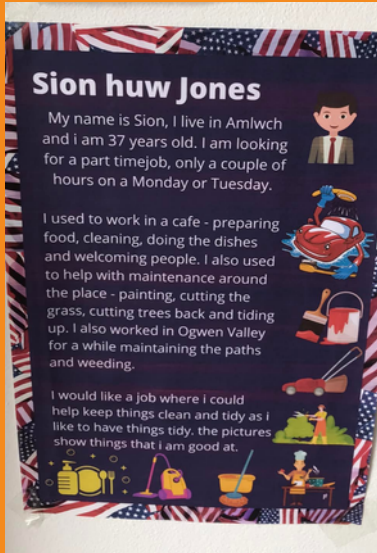 Sion huw Jones
My name is Sion, I live in Amlwch
and i am 37 years old. I am looking
for a part timejob, only a couple of
hours on a Monday or Tuesday.
I used to work in a cafe - preparing
food, cleaning, doing the dishes
and welcoming people. I also used
to help with maintenance around
the place - painting, cutting the
grass, cutting trees back and tiding
up. I also worked in Ogwen Valley
for a while maintaining the paths
and weeding.
I would like a job where i could
help keep things clean and tidy as i
like to have things tidy. the pictures
show things that i am good at.